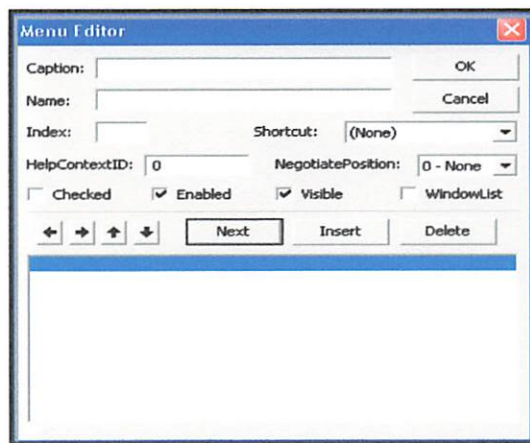 Menu Editor
Caption:
OK
Name:
Cancel
Index:
Shortcut: (None)
HelpContextID: 0
NegotiatePosition: 0 - None
Checked
Enabled
Visible
WindowList
Next
Insert
Delete